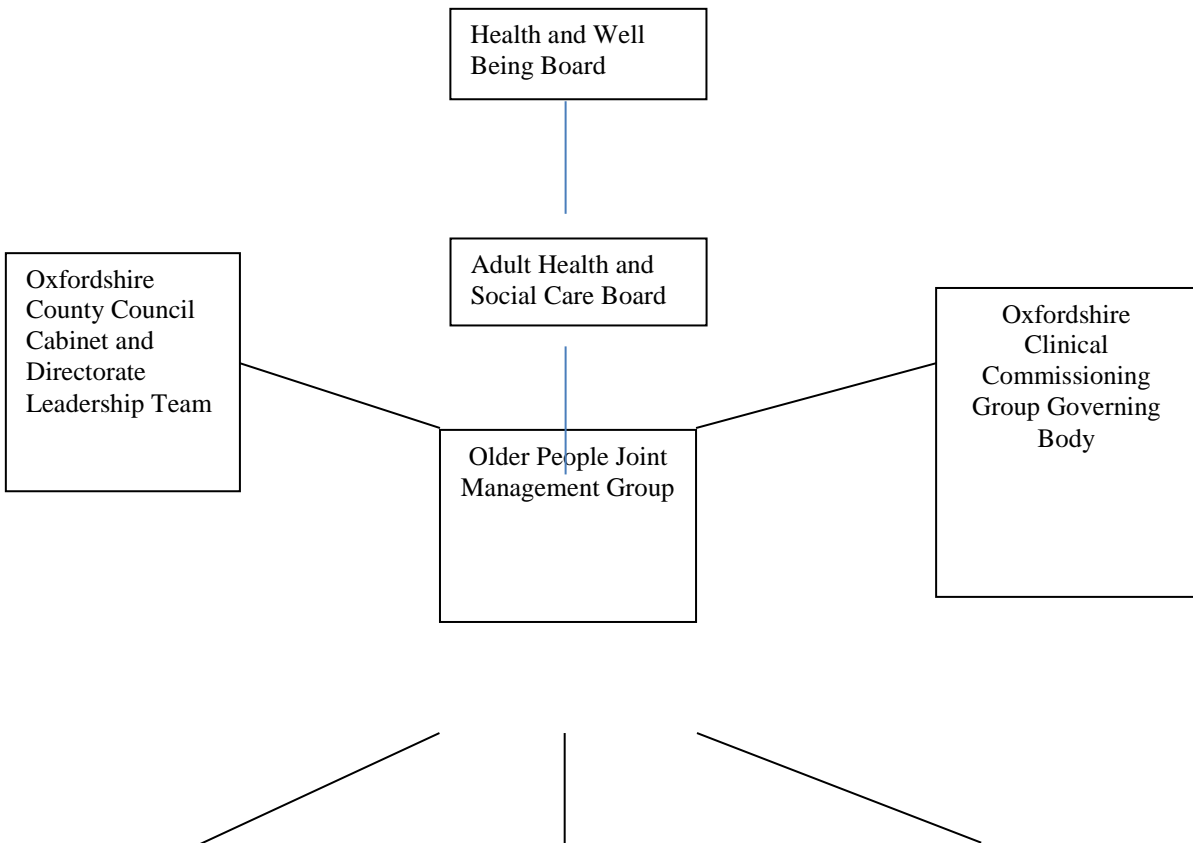 Health and Well
Being Board
Adult Health and
Social Care Board
Oxfordshire
County Council
Cabinet and
Directorate
Leadership Team
Oxfordshire
Clinical
Commissioning
Group Governing
Body
Older People Joint
Management Group